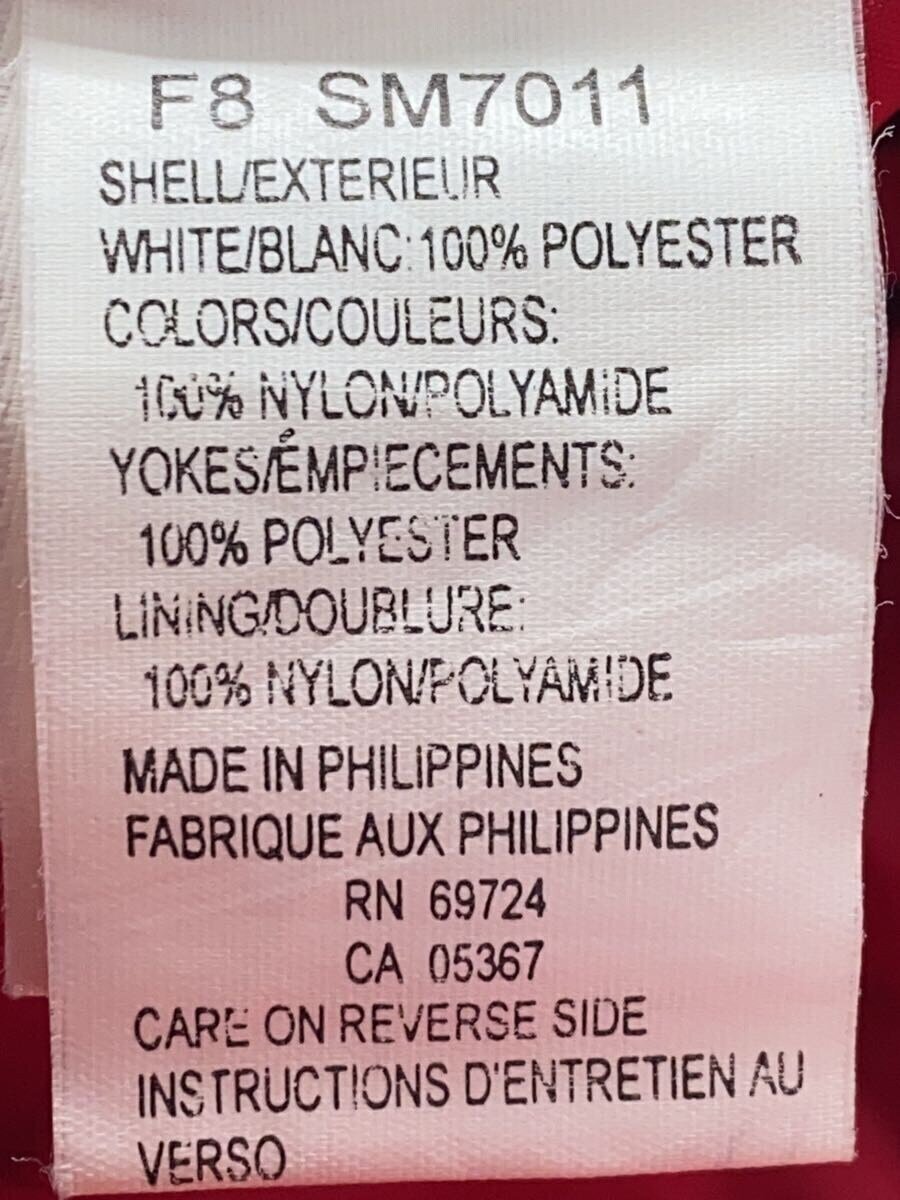 F8 SM7011
SHELL/EXTERIEUR
WHITE/BLANC:100% POLYESTER
COLORS/COULEURS:
100% NYLON/POLYAMIDE
YOKES/ÉMPIECEMENTS:
100% POLYESTER
LINING/DOUBLURE:
100% NYLON/POLYAMIDE
MADE IN PHILIPPINES
FABRIQUE AUX PHILIPPINES
RN 69724
CA 05367
CARE ON REVERSE SIDE
INSTRUCTIONS D'ENTRETIEN AU
VERSO